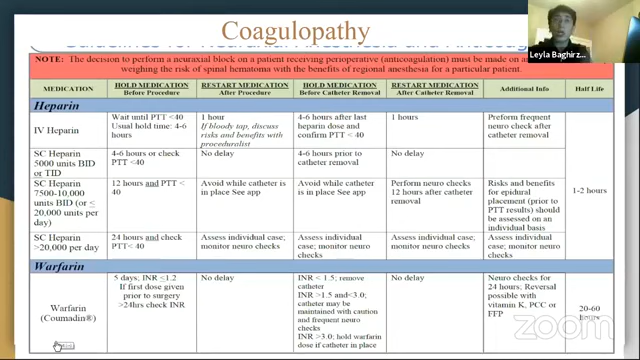 Coagulopathy
Guidelines for Neuraxial Anesthesia and
NOTE: The decision to perform a neuraxial block on a patient receiving perioperative (anticoagulation) must be made on an
weighing the risk of spinal hematoma with the benefits of regional anesthesia for a particular patient.
Leyla Baghirz...
MEDICATION
HOLD MEDICATION
Before Procedure
RESTART MEDICATION
After Procedure
HOLD MEDICATION
Before Catheter Removal
RESTART MEDICATION
After Catheter Removal
Additional Info
Half Life
Heparin
IV Heparin
Wait until PTT <40
Usual hold time: 4-6
hours
1 hour
If bloody tap, discuss
risks and benefits with
proceduralist
4-6 hours after last
heparin dose and
confirm PTT < 40
1 hours
Preform frequent
neuro check after
catheter removal
SC Heparin
5000 units BID
or TID
4-6 hours or check
PTT <40
No delay
4-6 hours prior to
catheter removal
No delay
SC Heparin
7500-10,000
units BID (or ≤
20,000 units per
day)
12 hours and PTT <
40
Avoid while catheter is
in place See app
Avoid while catheter is
in place See app
Perform neuro checks
12 hours after catheter
removal
Risks and benefits
for epidural
placement (prior to
PTT results) should
be assessed on an
individual basis
SC Heparin
>20,000 per day
24 hours and check
PTT< 40
Assess individual case;
monitor neuro checks
Assess individual
case; monitor neuro
checks
Assess individual case;
monitor neuro checks
Assess individual
case; monitor neuro
checks
1-2 hours
Warfarin
Warfarin
(Coumadin®)
5 days; INR ≤1.2
If first dose given
prior to surgery
>24hrs check INR
No delay
INR < 1.5; remove
catheter
INR >1.5 and<3.0;
catheter may be
maintained with
caution and frequent neuro
checks
INR >3.0; hold warfarin
dose if catheter in place
No delay
Neuro checks for
24 hours; Reversal
possible with
vitamin K, PCC or
FFP
20-60
hours
zoom